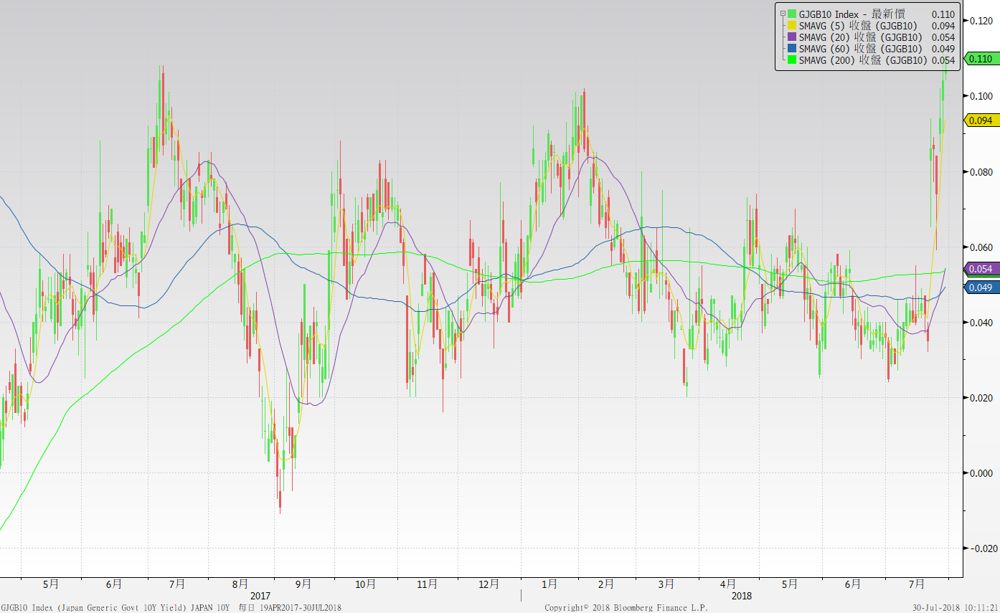 GJGB10 Index - 最新價 0.110
SMAVG (5) 收盤 (GJGB10) 0.094
SMAVG (20) 收盤 (GJGB10) 0.054
SMAVG (60) 收盤 (GJGB10) 0.049
SMAVG (200) 收盤 (GJGB10) 0.054
0.120
0.110
0.100
0.094
0.080
0.060
0.054
0.049
0.040
0.020
0.000
-0.020
5月 6月 7月 8月 9月 10月 11月 12月 1月 2月 3月 4月 5月 6月 7月
2017 2018
GJGB10 Index (Japan Generic Govt 10Y Yield) JAPAN 10Y 每日 19APR2017-30JUL2018 Copyright© 2018 Bloomberg Finance L.P. 30-Jul-2018 10:11:21